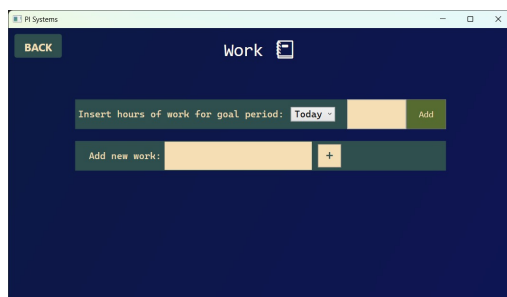 PI Systems
BACK
Work
Insert hours of work for goal period: Today Add
Add new work: +